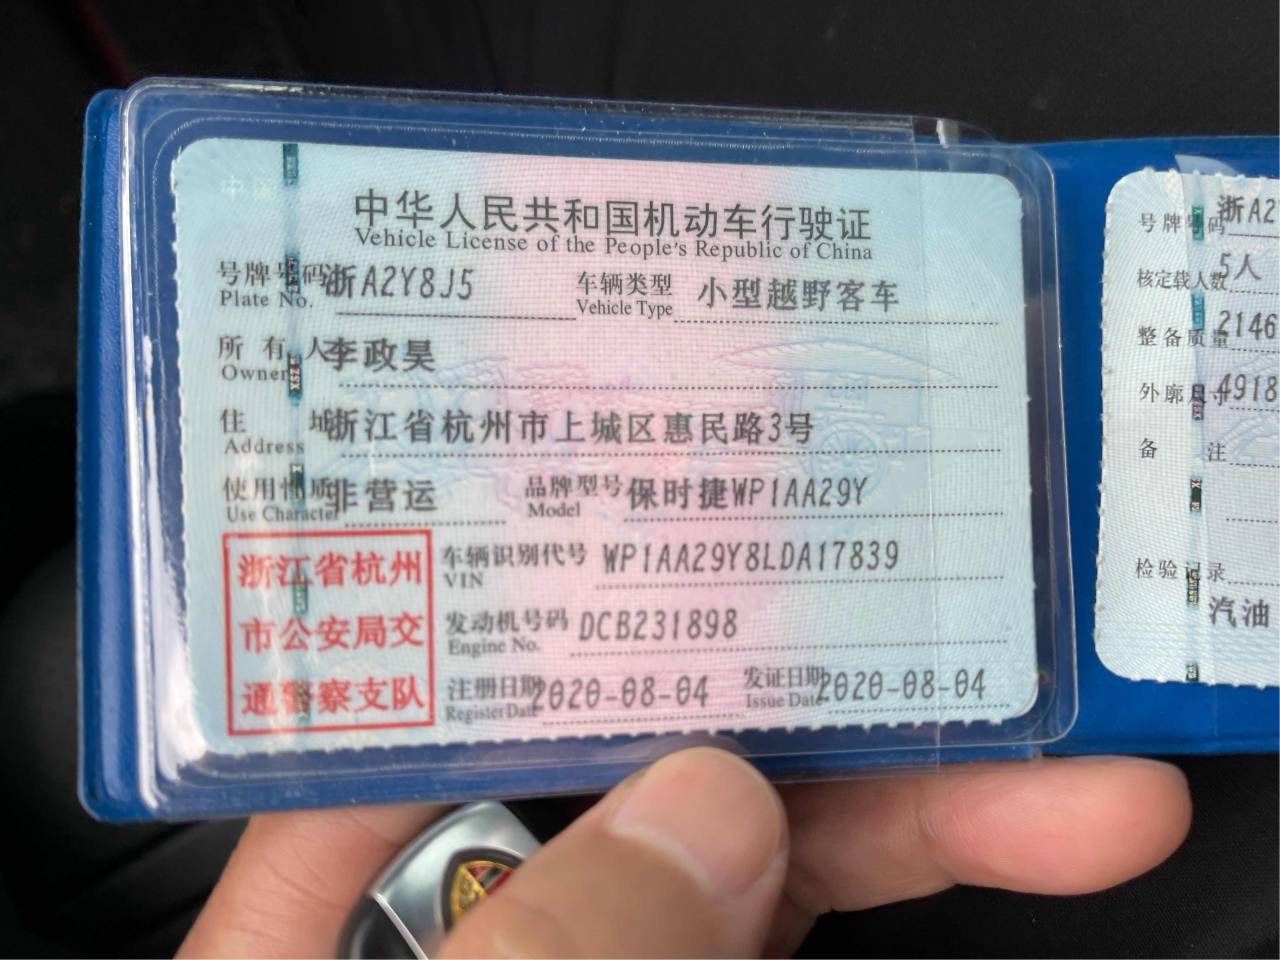 中华人民共和国机动车行驶证
Vehicle License of the People's Republic of China
号牌号码 浙A2Y8J5 车辆类型 小型越野客车
Plate No. Vehicle Type
所有人 李政昊
Owner
住址 浙江省杭州市上城区惠民路3号
Address
使用性质 非营运 品牌型号 保时捷WP1AA29Y
Use Character Model
浙江省杭州
市公安局交
通警察支队
车辆识别代号 WP1AA29Y8LDA17839
VIN
发动机号码 DCB231898
Engine No.
注册日期 2020-08-04 发证日期 2020-08-04
Register Date Issue Date
号牌号码 浙A2
核定载人数 5人
整备质量 2146
外廓尺寸 4918
备注
检验记录
汽油